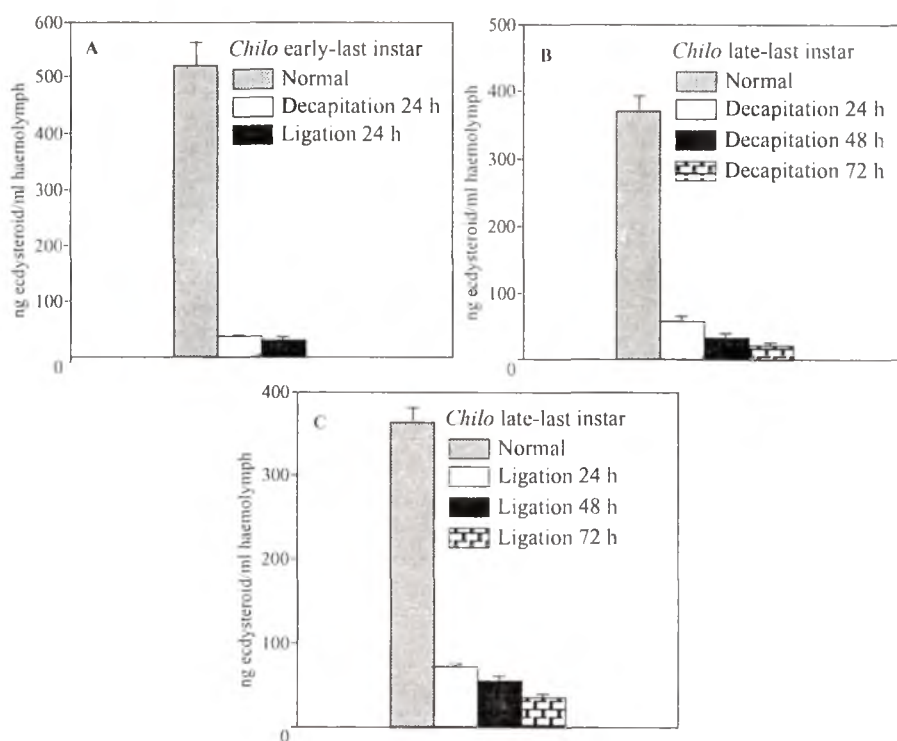 A
Chilo early-last instar
Normal
Decapitation 24 h
Ligation 24 h
ng ecdysteroid/ml haemolymph
600
500
400
300
200
100
0
B
Chilo late-last instar
Normal
Decapitation 24 h
Decapitation 48 h
Decapitation 72 h
ng ecdysteroid/ml haemolymph
500
400
300
200
100
0
C
Chilo late-last instar
Normal
Ligation 24 h
Ligation 48 h
Ligation 72 h
ng ecdysteroid/ml haemolymph
400
300
200
100
0